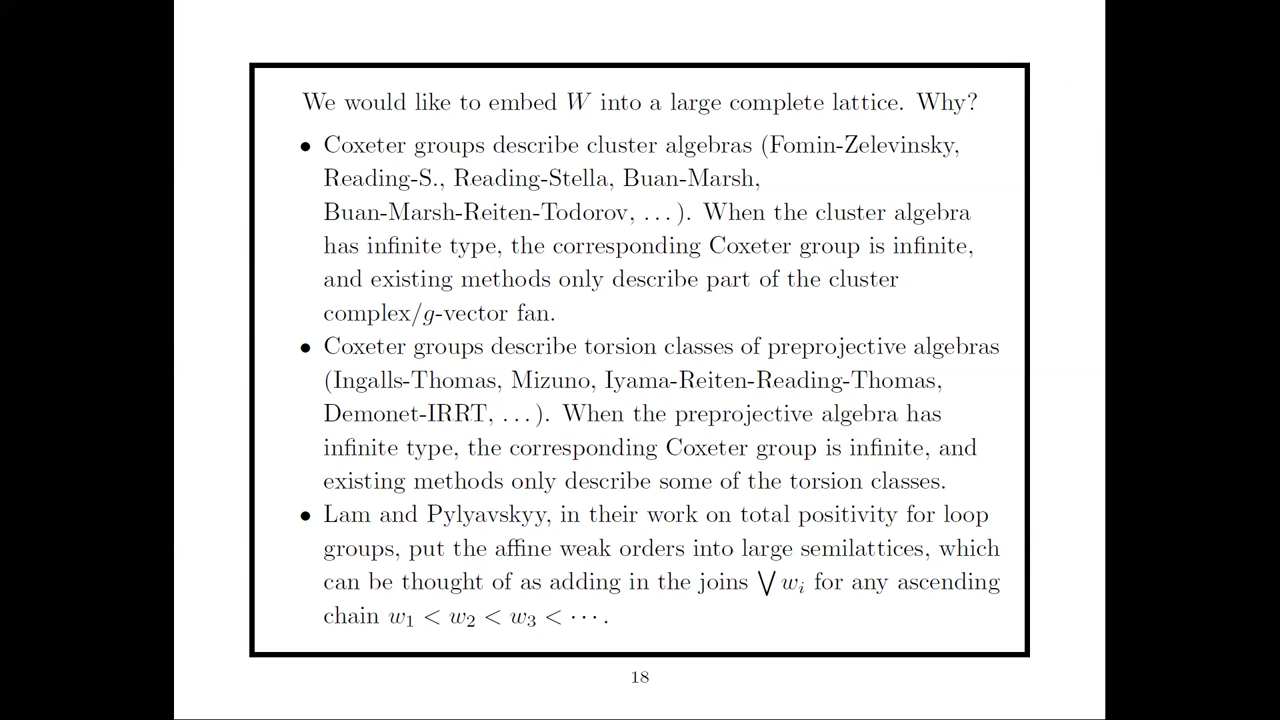 We would like to embed W into a large complete lattice. Why?
• Coxeter groups describe cluster algebras (Fomin-Zelevinsky,
Reading-S., Reading-Stella, Buan-Marsh,
Buan-Marsh-Reiten-Todorov, ...). When the cluster algebra
has infinite type, the corresponding Coxeter group is infinite,
and existing methods only describe part of the cluster
complex/g-vector fan.
• Coxeter groups describe torsion classes of preprojective algebras
(Ingalls-Thomas, Mizuno, Iyama-Reiten-Reading-Thomas,
Demonet-IRRT, ...). When the preprojective algebra has
infinite type, the corresponding Coxeter group is infinite, and
existing methods only describe some of the torsion classes.
• Lam and Pylyavskyy, in their work on total positivity for loop
groups, put the affine weak orders into large semilattices, which
can be thought of as adding in the joins ⋁ wᵢ for any ascending
chain w₁ < w₂ < w₃ < ⋯.
18